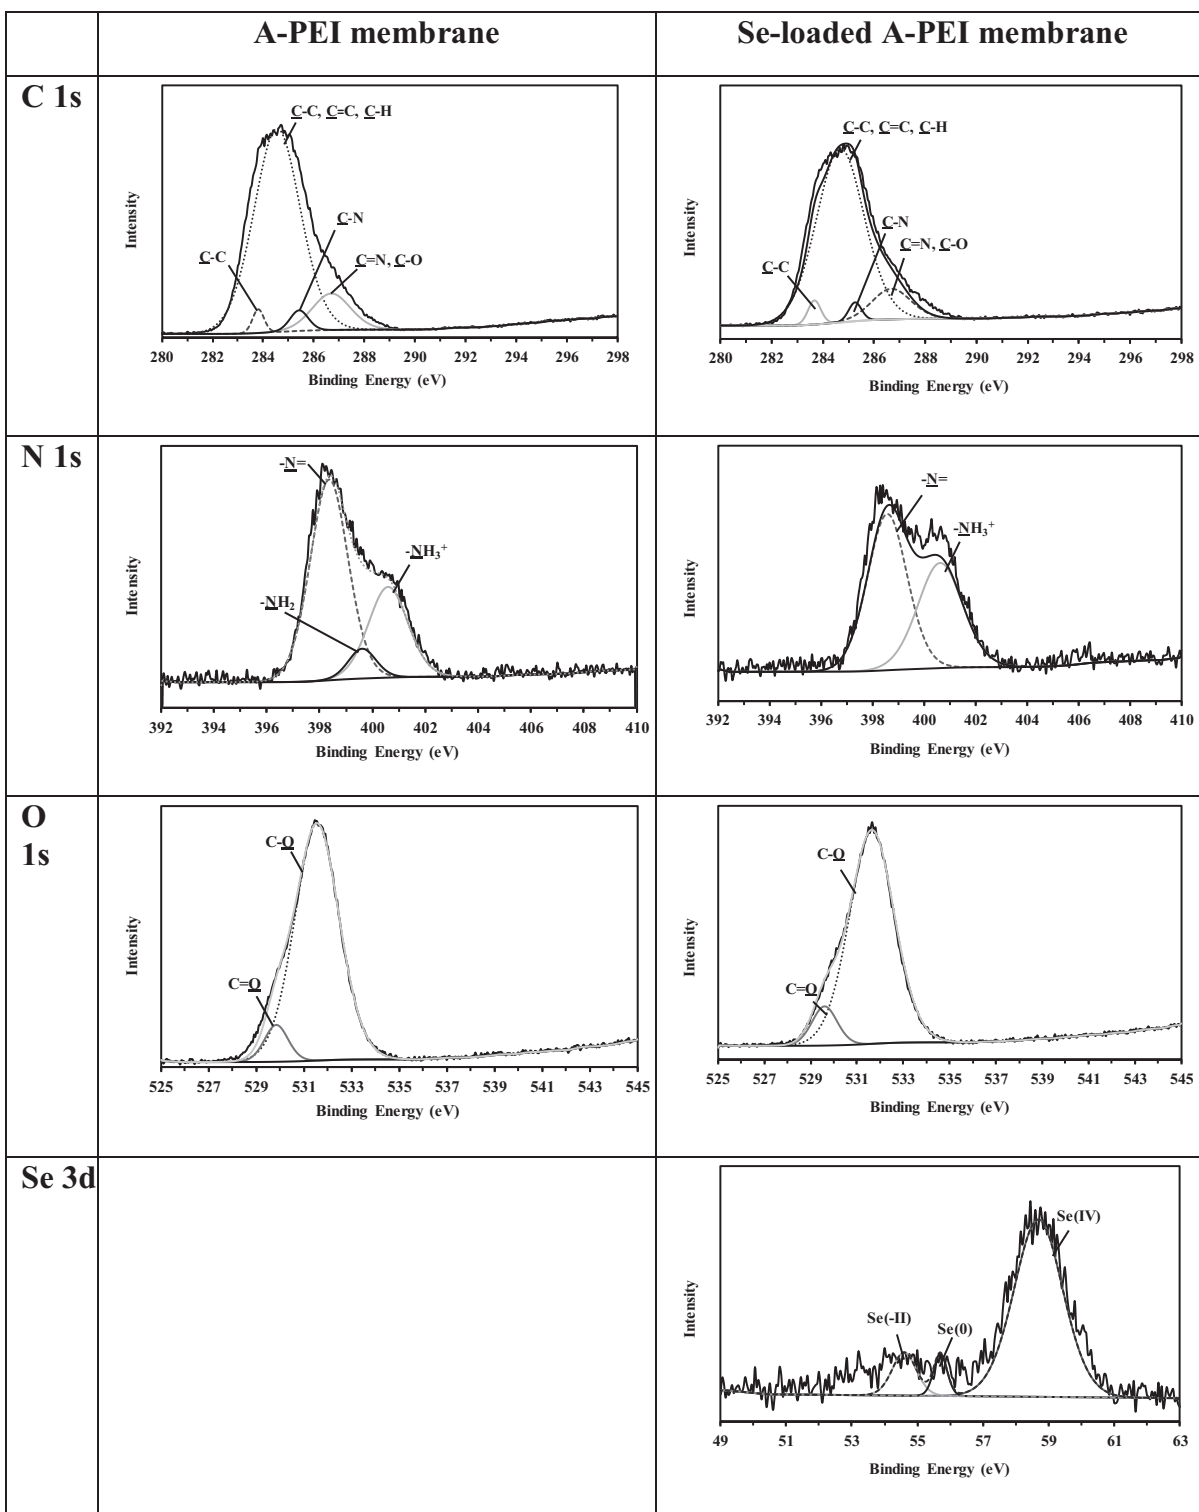 A-PEI membrane
Se-loaded A-PEI membrane
C 1s
Intensity
C-C, C=C, C-H
C-N
C=N, C-O
C-C
280 282 284 286 288 290 292 294 296 298
Binding Energy (eV)
Intensity
C-C, C=C, C-H
C-N
C=N, C-O
C-C
280 282 284 286 288 290 292 294 296 298
Binding Energy (eV)
N 1s
Intensity
-N=
-NH₃⁺
-NH₂
392 394 396 398 400 402 404 406 408 410
Binding Energy (eV)
Intensity
-N=
-NH₃⁺
392 394 396 398 400 402 404 406 408 410
Binding Energy (eV)
O
1s
Intensity
C-O
C=O
525 527 529 531 533 535 537 539 541 543 545
Binding Energy (eV)
Intensity
C-O
C=O
525 527 529 531 533 535 537 539 541 543 545
Binding Energy (eV)
Se 3d
Intensity
Se(IV)
Se(-II)
Se(0)
49 51 53 55 57 59 61 63
Binding Energy (eV)